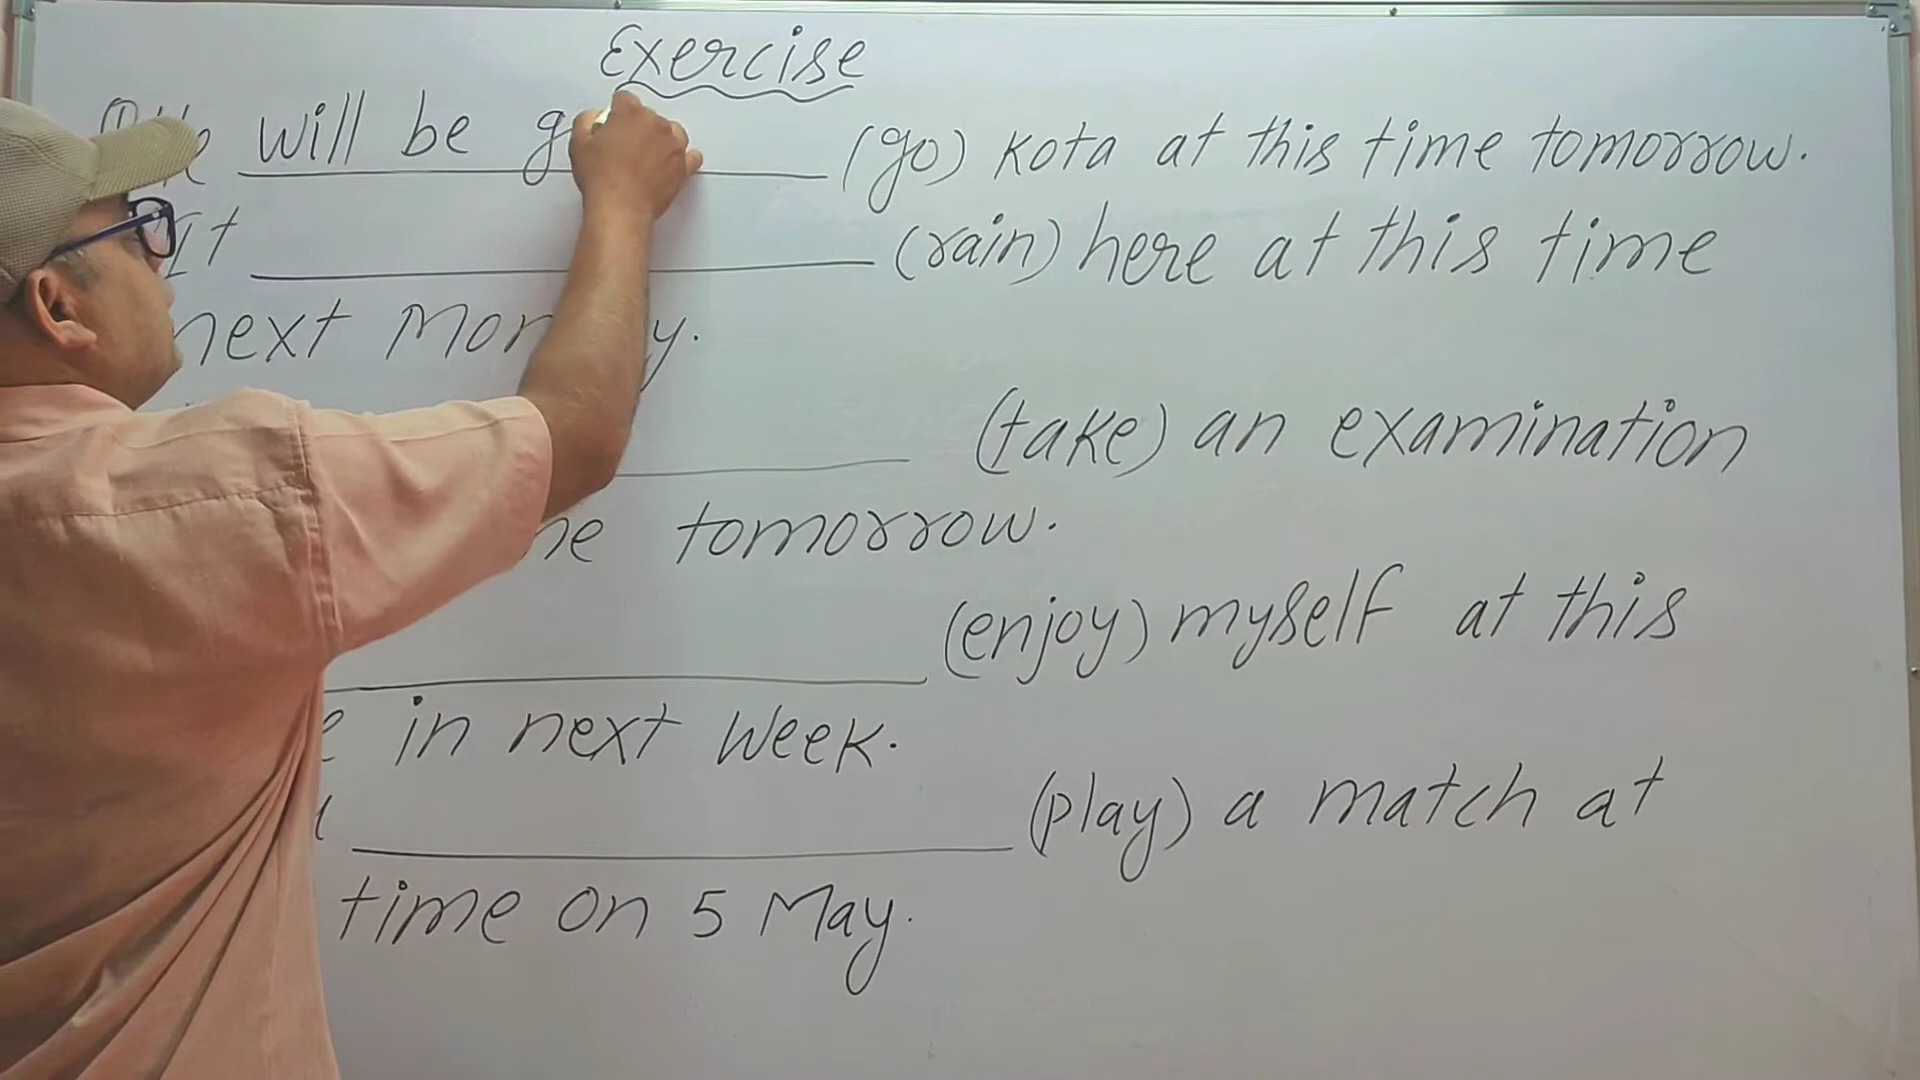 Exercise
will be (go) Kota at this time tomorrow.
It ____________ (rain) here at this time
next y.
____________ (take) an examination
tomorrow.
____________ (enjoy) myself at this
in next week.
____________ (play) a match at
time on 5 May.